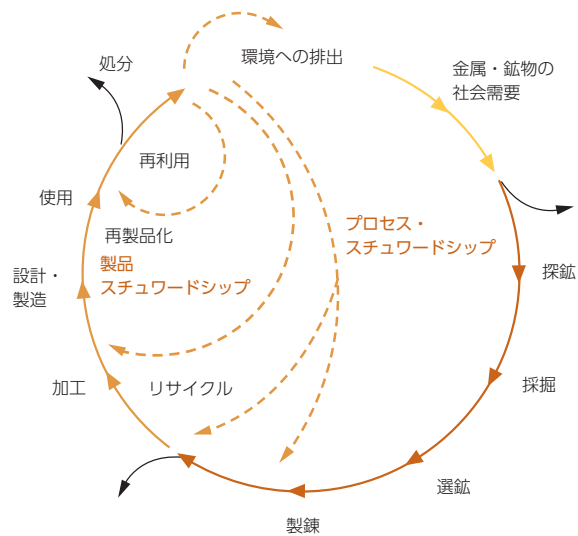 処分
環境への排出
金属・鉱物の
社会需要
再利用
使用
再製品化
製品
スチュワードシップ
プロセス・
スチュワードシップ
設計・
製造
探鉱
加工
リサイクル
採掘
選鉱
製錬